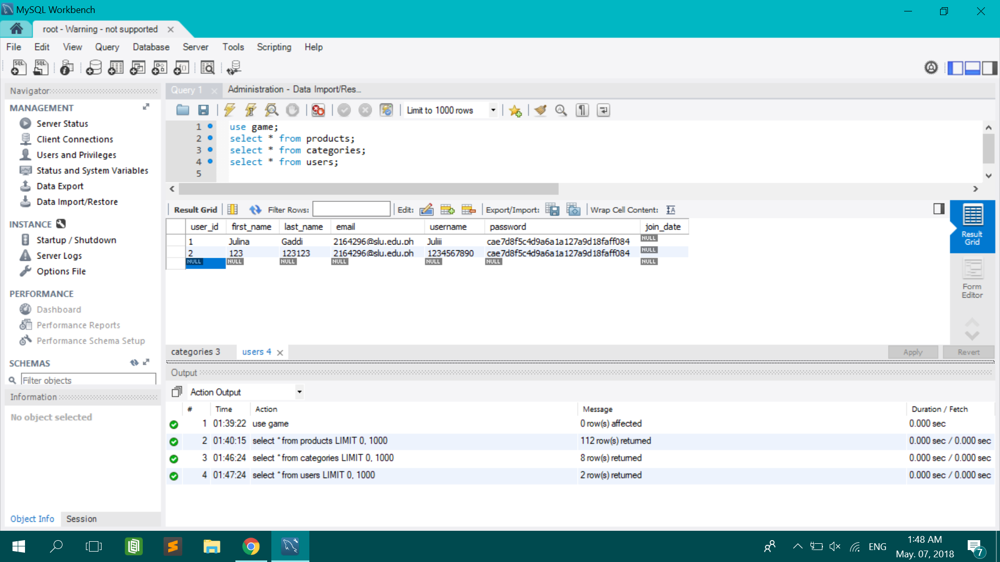 MySQL Workbench
root - Warning - not supported
File Edit View Query Database Server Tools Scripting Help
Navigator
MANAGEMENT
Server Status
Client Connections
Users and Privileges
Status and System Variables
Data Export
Data Import/Restore
INSTANCE
Startup / Shutdown
Server Logs
Options File
PERFORMANCE
Dashboard
Performance Reports
Performance Schema Setup
SCHEMAS
Filter objects
Information
No object selected
Object Info Session
Query 1 Administration - Data Import/Res...
Limit to 1000 rows
1 use game;
2 select * from products;
3 select * from categories;
4 select * from users;
5
Result Grid Filter Rows: Edit: Export/Import: Wrap Cell Content:
user_id first_name last_name email username password join_date
1 Julina Gaddi 2164296@slu.edu.ph Juliii cae7d8f5c4d9a6a1a127a9d18faff084 NULL
2 123 123123 2164296@slu.edu.ph 1234567890 cae7d8f5c4d9a6a1a127a9d18faff084 NULL
NULL NULL NULL NULL NULL NULL NULL
Result Grid
Form Editor
categories 3 users 4 Apply Revert
Output
Action Output
# Time Action Message Duration / Fetch
1 01:39:22 use game 0 row(s) affected 0.000 sec
2 01:40:15 select * from products LIMIT 0, 1000 112 row(s) returned 0.000 sec / 0.000 sec
3 01:46:24 select * from categories LIMIT 0, 1000 8 row(s) returned 0.000 sec / 0.000 sec
4 01:47:24 select * from users LIMIT 0, 1000 2 row(s) returned 0.000 sec / 0.000 sec
ENG
1:48 AM
May. 07, 2018
7